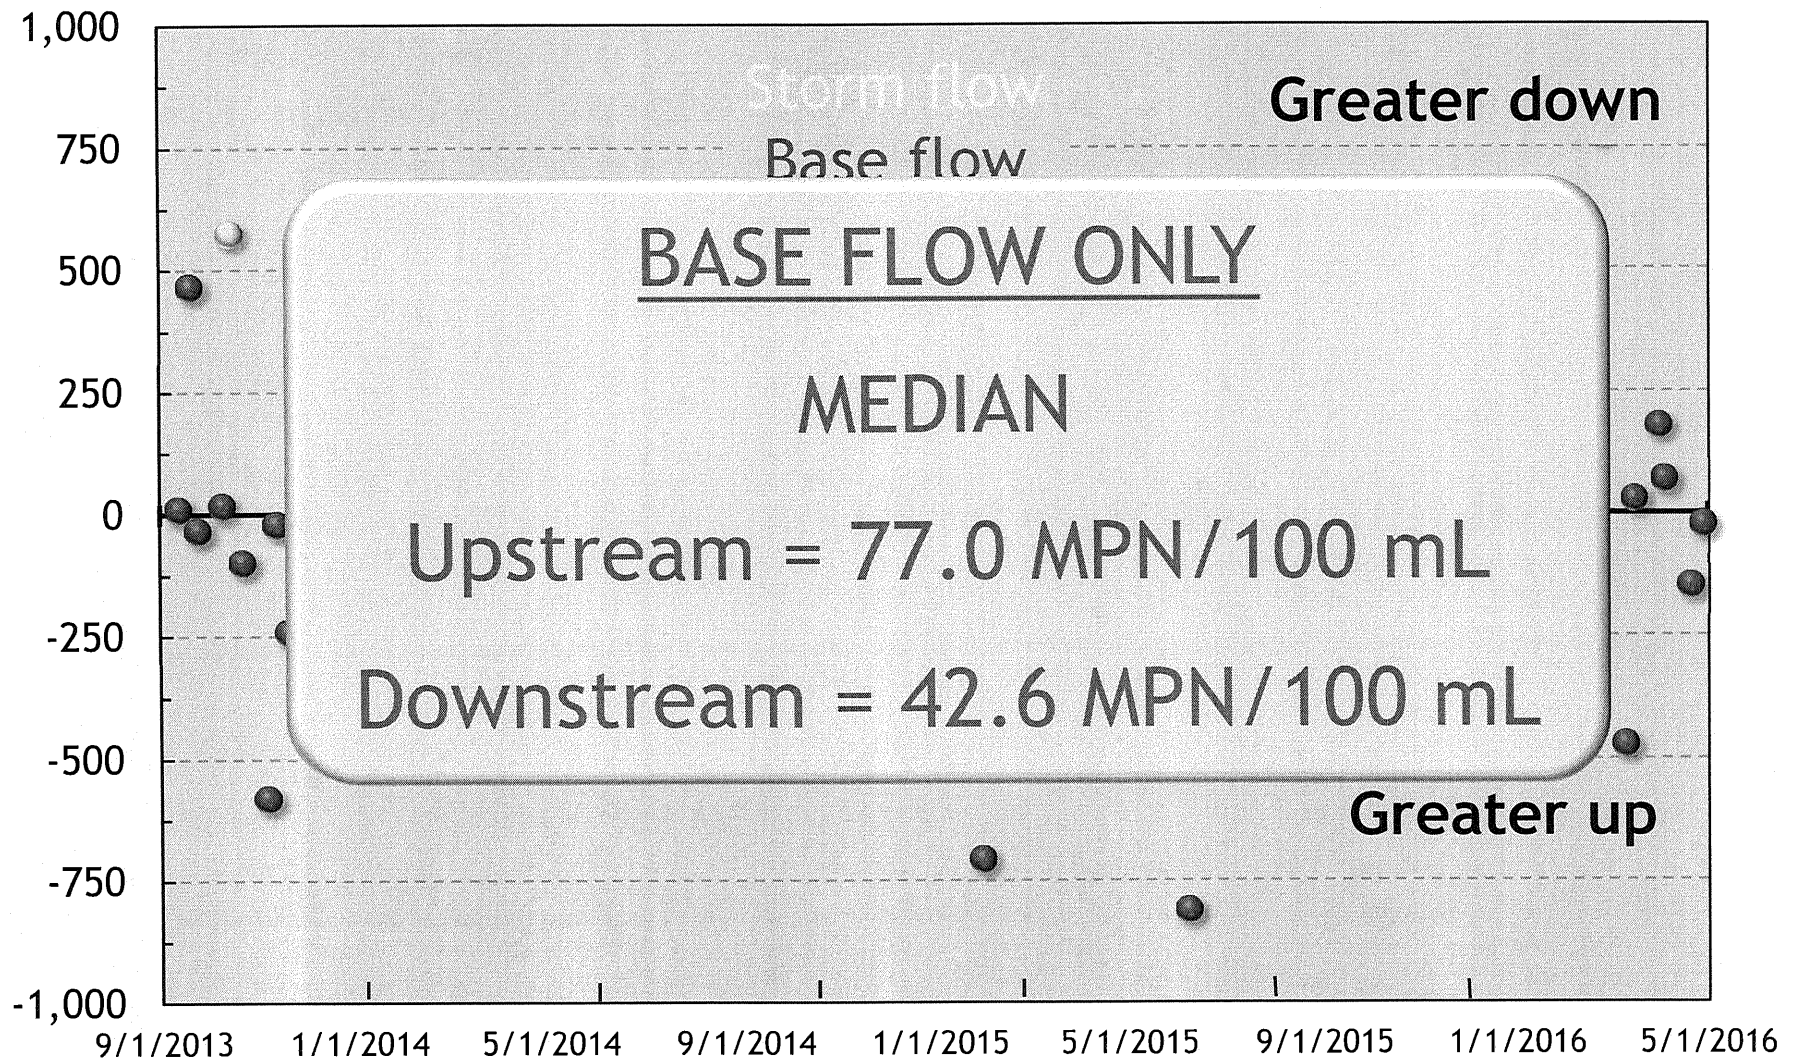 1,000
Storm flow
Greater down
750
Base flow
BASE FLOW ONLY
500
MEDIAN
250
0
Upstream = 77.0 MPN/100 mL
-250
Downstream = 42.6 MPN/100 mL
-500
Greater up
-750
-1,000
9/1/2013 1/1/2014 5/1/2014 9/1/2014 1/1/2015 5/1/2015 9/1/2015 1/1/2016 5/1/2016